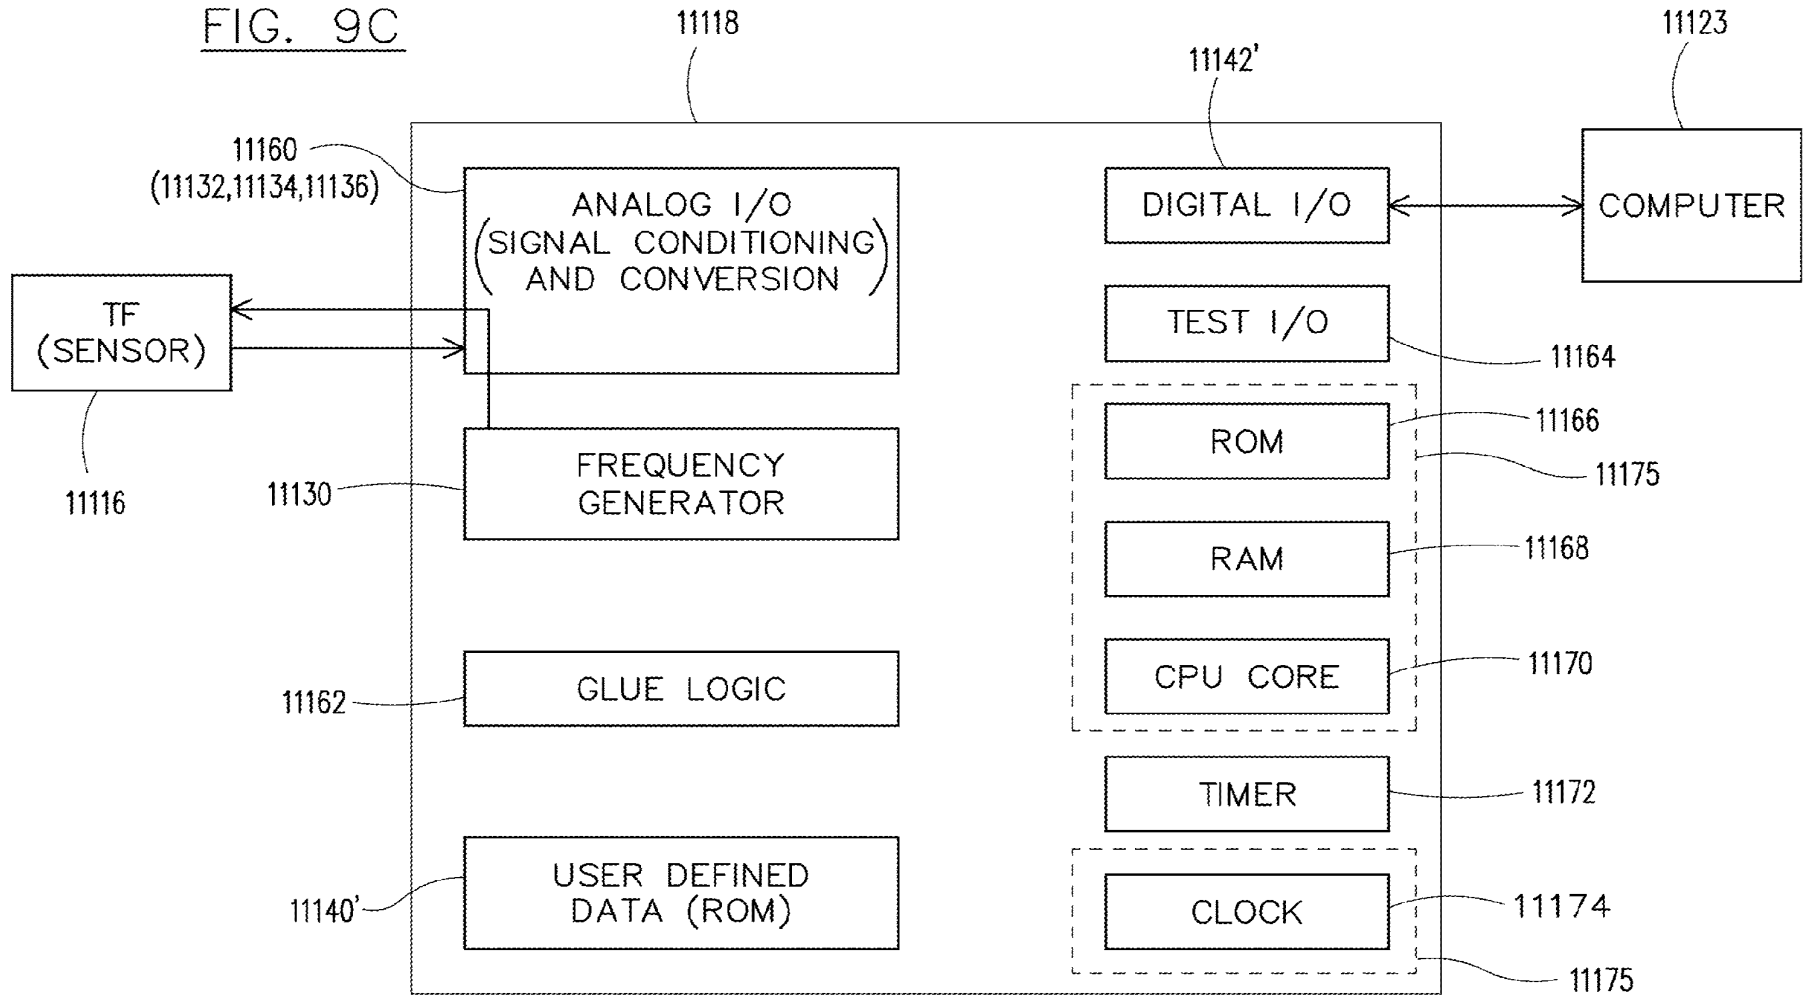 FIG. 9C
11118
11123
11142'
11160
(11132,11134,11136)
ANALOG I/O
(SIGNAL CONDITIONING
AND CONVERSION)
DIGITAL I/O
COMPUTER
TF
(SENSOR)
TEST I/O
11164
11116
11130
FREQUENCY
GENERATOR
ROM
11166
11175
RAM
11168
11162
GLUE LOGIC
CPU CORE
11170
TIMER
11172
11140'
USER DEFINED
DATA (ROM)
CLOCK
11174
11175